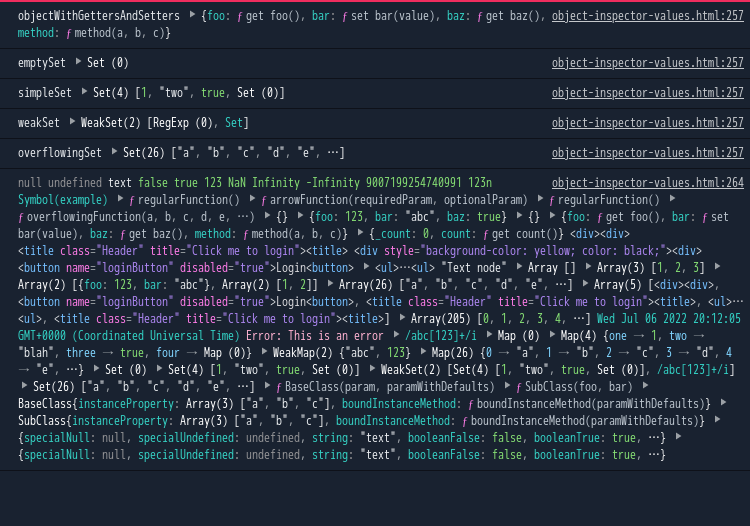 objectWithGettersAndSetters ▶ {foo: ƒ get foo(), bar: ƒ set bar(value), baz: ƒ get baz(), object-inspector-values.html:257
method: ƒ method(a, b, c)}
emptySet ▶ Set (0) object-inspector-values.html:257
simpleSet ▶ Set(4) [1, "two", true, Set (0)] object-inspector-values.html:257
weakSet ▶ WeakSet(2) [RegExp (0), Set] object-inspector-values.html:257
overflowingSet ▶ Set(26) ["a", "b", "c", "d", "e", …] object-inspector-values.html:257
null undefined text false true 123 NaN Infinity -Infinity 9007199254740991 123n object-inspector-values.html:264
Symbol(example) ▶ ƒ regularFunction() ▶ ƒ arrowFunction(requiredParam, optionalParam) ▶ ƒ regularFunction() ▶
ƒ overflowingFunction(a, b, c, d, e, …) ▶ {} ▶ {foo: 123, bar: "abc", baz: true} ▶ {} ▶ {foo: ƒ get foo(), bar: ƒ set
bar(value), baz: ƒ get baz(), method: ƒ method(a, b, c)} ▶ {_count: 0, count: ƒ get count()} <div><div>
<title class="Header" title="Click me to login"><title> <div style="background-color: yellow; color: black;"><div>
<button name="loginButton" disabled="true">Login<button> ▶ <ul>…<ul> "Text node" ▶ Array [] ▶ Array(3) [1, 2, 3] ▶
Array(2) [{foo: 123, bar: "abc"}, Array(2) [1, 2]] ▶ Array(26) ["a", "b", "c", "d", "e", …] ▶ Array(5) [<div><div>,
<button name="loginButton" disabled="true">Login<button>, <title class="Header" title="Click me to login"><title>, <ul>…
<ul>, <title class="Header" title="Click me to login"><title>] ▶ Array(205) [0, 1, 2, 3, 4, …] Wed Jul 06 2022 20:12:05
GMT+0000 (Coordinated Universal Time) Error: This is an error ▶ /abc[123]+/i ▶ Map (0) ▶ Map(4) {one → 1, two →
"blah", three → true, four → Map (0)} ▶ WeakMap(2) {"abc", 123} ▶ Map(26) {0 → "a", 1 → "b", 2 → "c", 3 → "d", 4
→ "e", …} ▶ Set (0) ▶ Set(4) [1, "two", true, Set (0)] ▶ WeakSet(2) [Set(4) [1, "two", true, Set (0)], /abc[123]+/i]
▶ Set(26) ["a", "b", "c", "d", "e", …] ▶ ƒ BaseClass(param, paramWithDefaults) ▶ ƒ SubClass(foo, bar) ▶
BaseClass{instanceProperty: Array(3) ["a", "b", "c"], boundInstanceMethod: ƒ boundInstanceMethod(paramWithDefaults)} ▶
SubClass{instanceProperty: Array(3) ["a", "b", "c"], boundInstanceMethod: ƒ boundInstanceMethod(paramWithDefaults)} ▶
{specialNull: null, specialUndefined: undefined, string: "text", booleanFalse: false, booleanTrue: true, …} ▶
{specialNull: null, specialUndefined: undefined, string: "text", booleanFalse: false, booleanTrue: true, …}